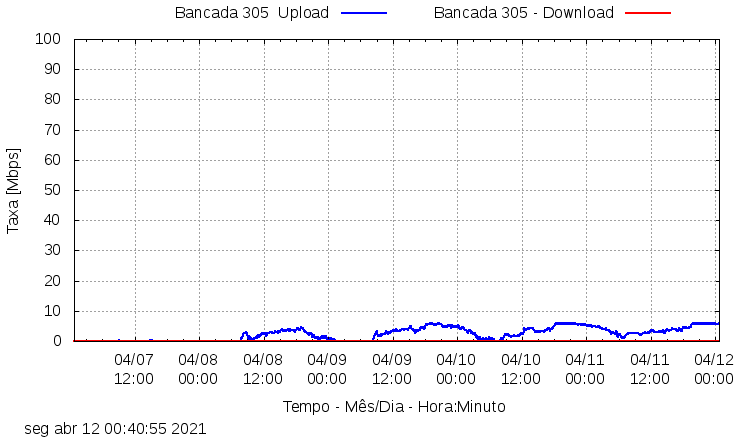 Bancada 305  Upload
Bancada 305 - Download
100
90
80
70
60
50
40
30
20
10
0
Taxa [Mbps]
04/07 04/08 04/08 04/09 04/09 04/10 04/10 04/11 04/11 04/12
12:00 00:00 12:00 00:00 12:00 00:00 12:00 00:00 12:00 00:00
Tempo - Mês/Dia - Hora:Minuto
seg abr 12 00:40:55 2021